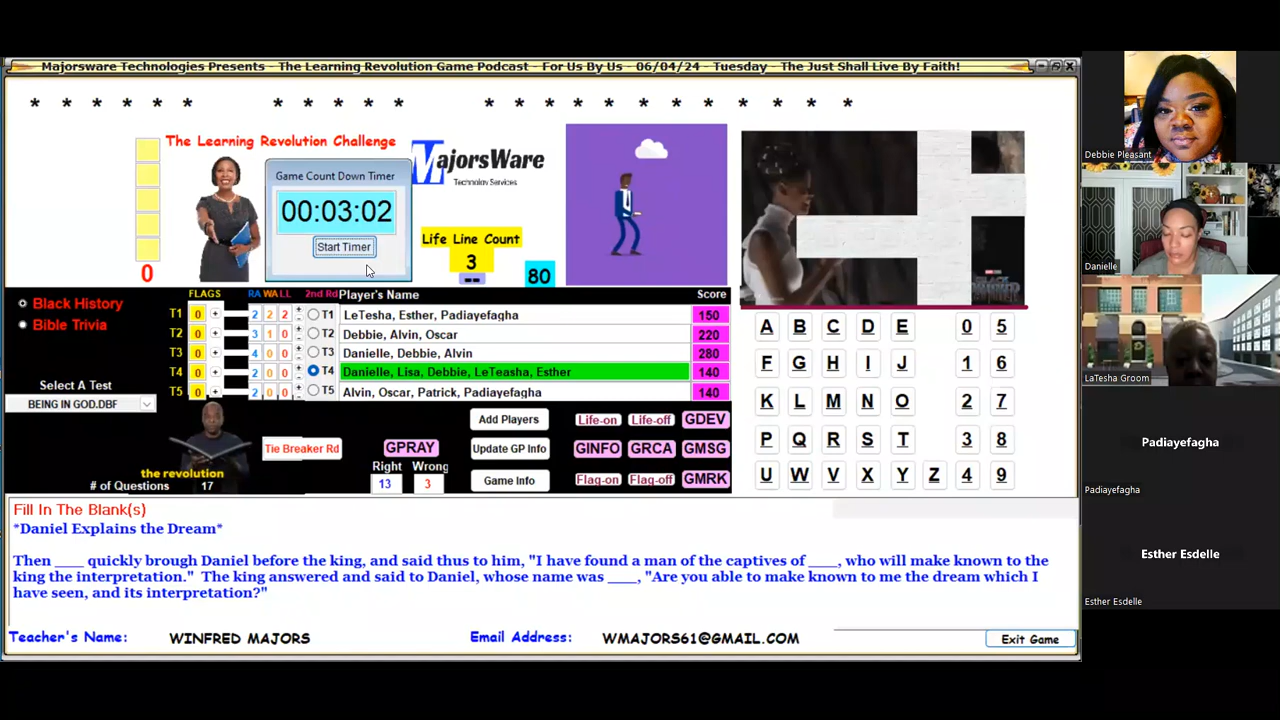 Majorsware Technologies Presents - The Learning Revolution Game Podcast - For Us By Us - 06/04/24 - Tuesday - The Just Shall Live By Faith!
* * * * * * * * * * * * * * * * * * * * * *
The Learning Revolution Challenge
0
Game Count Down Timer
00:03:02
Start Timer
MajorsWare
Technology Services
Life Line Count
3
--
80
FLAGS RA WA LL 2nd Rd Player's Name Score
Black History
Bible Trivia
T1 0 + 2 2 2 T1 LeTesha, Esther, Padiayefagha 150
T2 0 + 3 1 0 T2 Debbie, Alvin, Oscar 220
T3 0 + 4 0 0 T3 Danielle, Debbie, Alvin 280
T4 0 + 2 0 0 T4 Danielle, Lisa, Debbie, LeTeasha, Esther 140
T5 0 + 2 0 0 T5 Alvin, Oscar, Patrick, Padiayefagha 140
Select A Test
BEING IN GOD.DBF
the revolution
# of Questions 17
Tie Breaker Rd
GPRAY
Right Wrong
13 3
Add Players Life-on Life-off GDEV
Update GP Info GINFO GRCA GMSG
Game Info Flag-on Flag-off GMRK
A B C D E 0 5
F G H I J 1 6
K L M N O 2 7
P Q R S T 3 8
U W V X Y Z 4 9
Fill In The Blank(s)
*Daniel Explains the Dream*
Then ____ quickly brough Daniel before the king, and said thus to him, "I have found a man of the captives of ____, who will make known to the
king the interpretation." The king answered and said to Daniel, whose name was ____, "Are you able to make known to me the dream which I
have seen, and its interpretation?"
Teacher's Name: WINFRED MAJORS Email Address: WMAJORS61@GMAIL.COM Exit Game
Debbie Pleasant
Danielle
LaTesha Groom
Padiayefagha
Padiayefagha
Esther Esdelle
Esther Esdelle